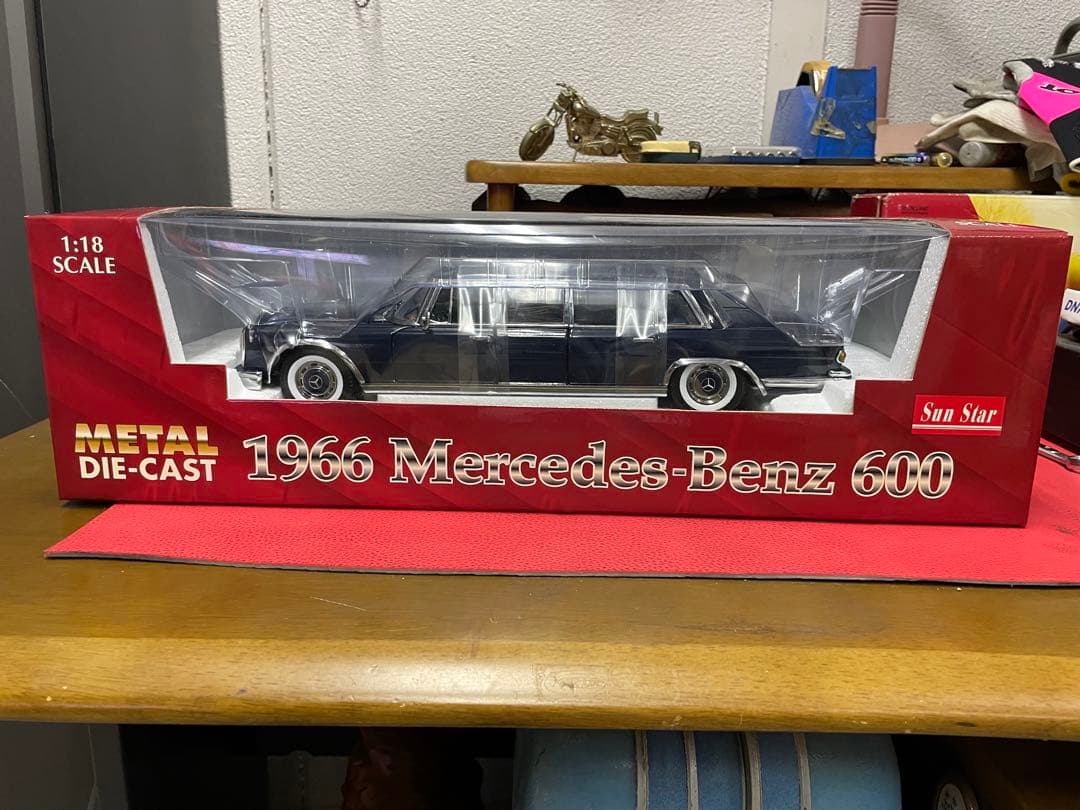 1:18
SCALE
Sun Star
METAL
DIE-CAST
1966 Mercedes-Benz 600